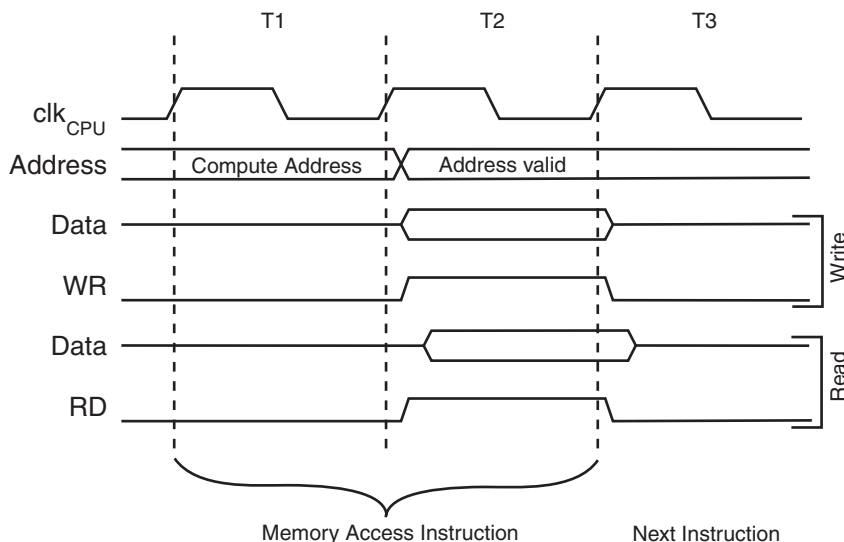 T1 T2 T3
clkCPU
Address Compute Address Address valid
Data
WR
Write
Data
RD
Read
Memory Access Instruction Next Instruction